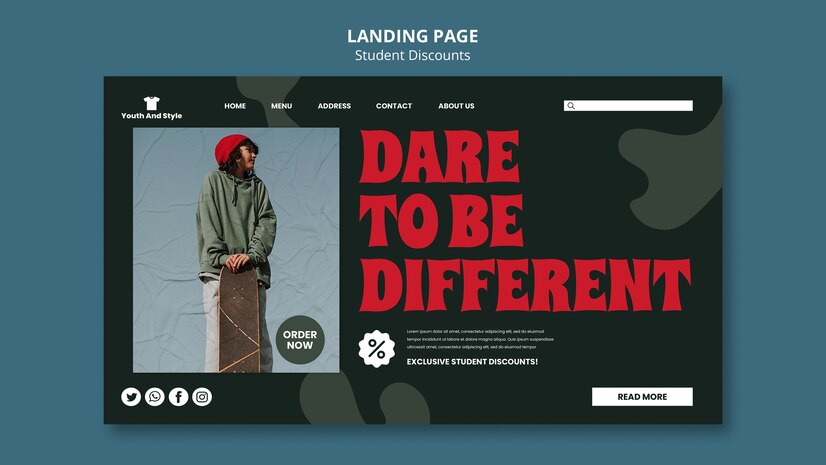 LANDING PAGE
Student Discounts
Youth And Style
HOME MENU ADDRESS CONTACT ABOUT US
DARE
TO BE
DIFFERENT
ORDER
NOW
%
Lorem ipsum dolor sit amet, consectetur adipiscing elit, sed do eiusmod
tempor incididunt ut labore et dolore magna aliqua. Quis ipsum suspendisse
ultricessit amet, consectetur adipiscing elit, sed do eiusmod tempor
EXCLUSIVE STUDENT DISCOUNTS!
READ MORE